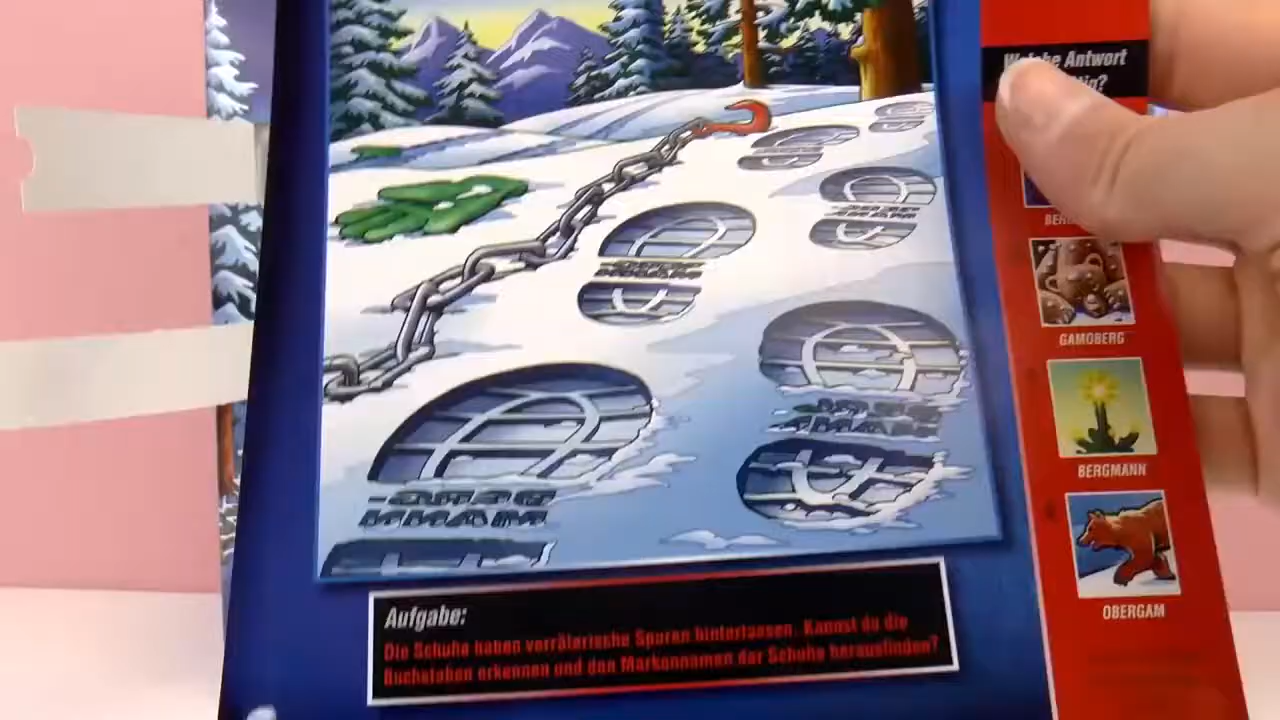 Antwort
BERG
GAMOBERG
BERGMANN
OBERGAM
Aufgabe:
Die Schuhe haben verräterische Spuren hinterlassen. Kannst du die
Buchstaben erkennen und den Markennamen der Schuhe herausfinden?